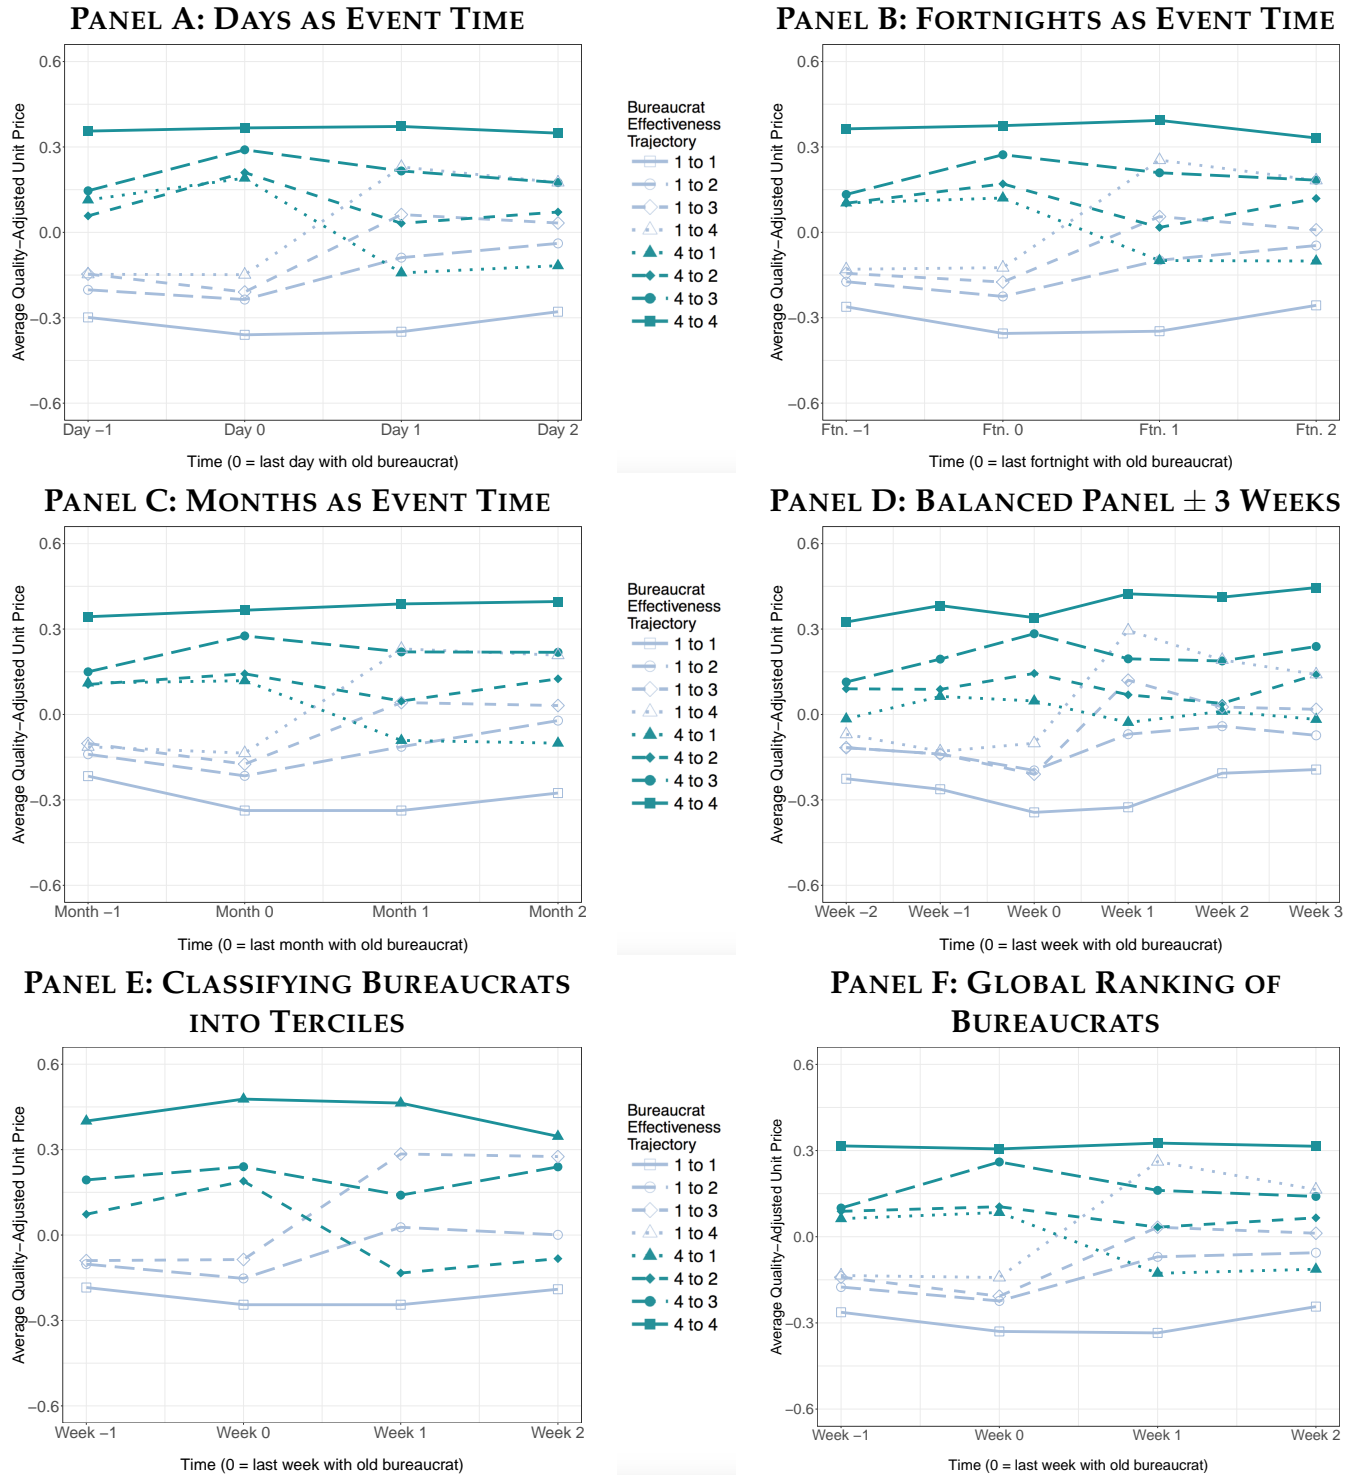 PANEL A: DAYS AS EVENT TIME
Average Quality−Adjusted Unit Price
0.6
0.3
0.0
−0.3
−0.6
Day −1
Day 0
Day 1
Day 2
Time (0 = last day with old bureaucrat)
Bureaucrat
Effectiveness
Trajectory
1 to 1
1 to 2
1 to 3
1 to 4
4 to 1
4 to 2
4 to 3
4 to 4
PANEL B: FORTNIGHTS AS EVENT TIME
Average Quality−Adjusted Unit Price
0.6
0.3
0.0
−0.3
−0.6
Ftn. −1
Ftn. 0
Ftn. 1
Ftn. 2
Time (0 = last fortnight with old bureaucrat)
PANEL C: MONTHS AS EVENT TIME
Average Quality−Adjusted Unit Price
0.6
0.3
0.0
−0.3
−0.6
Month −1
Month 0
Month 1
Month 2
Time (0 = last month with old bureaucrat)
Bureaucrat
Effectiveness
Trajectory
1 to 1
1 to 2
1 to 3
1 to 4
4 to 1
4 to 2
4 to 3
4 to 4
PANEL D: BALANCED PANEL ± 3 WEEKS
Average Quality−Adjusted Unit Price
0.6
0.3
0.0
−0.3
−0.6
Week −2
Week −1
Week 0
Week 1
Week 2
Week 3
Time (0 = last week with old bureaucrat)
PANEL E: CLASSIFYING BUREAUCRATS
INTO TERCILES
Average Quality−Adjusted Unit Price
0.6
0.3
0.0
−0.3
−0.6
Week −1
Week 0
Week 1
Week 2
Time (0 = last week with old bureaucrat)
Bureaucrat
Effectiveness
Trajectory
1 to 1
1 to 2
1 to 3
1 to 4
4 to 1
4 to 2
4 to 3
4 to 4
PANEL F: GLOBAL RANKING OF
BUREAUCRATS
Average Quality−Adjusted Unit Price
0.6
0.3
0.0
−0.3
−0.6
Week −1
Week 0
Week 1
Week 2
Time (0 = last week with old bureaucrat)